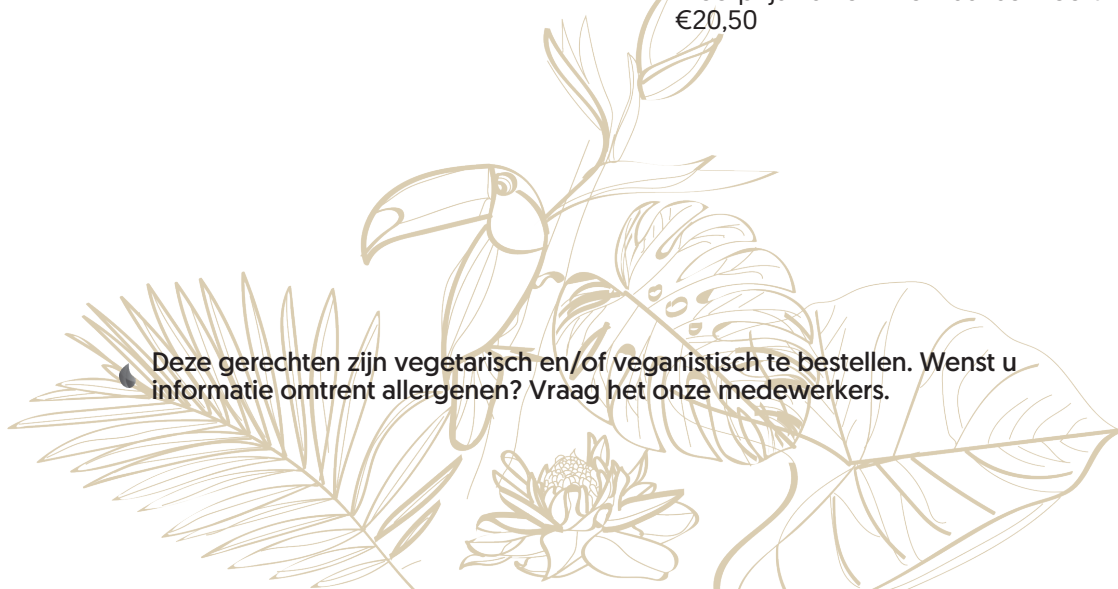 €20,50
Deze gerechten zijn vegetarisch en/of veganistisch te bestellen. Wenst u
informatie omtrent allergenen? Vraag het onze medewerkers.